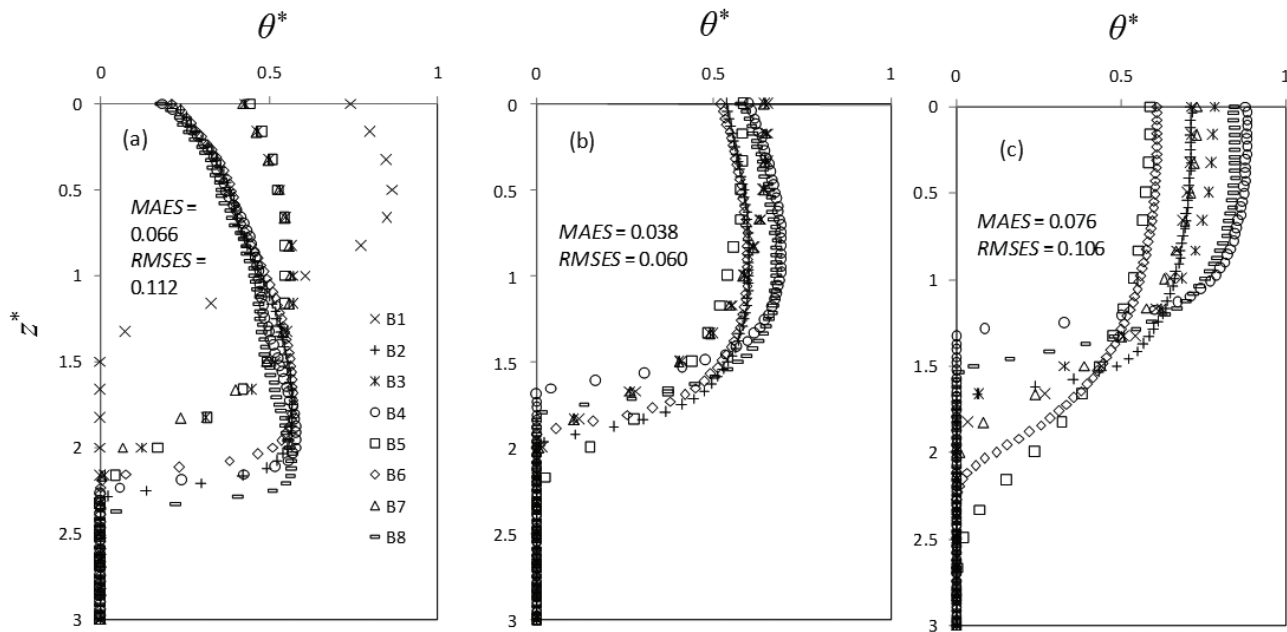 θ*
θ*
θ*
0
0.5
1
0
0.5
1
0
0.5
1
z*
0
0.5
1
1.5
2
2.5
3
(a)
MAES =
0.066
RMSES =
0.112
B1
B2
B3
B4
B5
B6
B7
B8
0
0.5
1
1.5
2
2.5
3
(b)
MAES = 0.038
RMSES = 0.060
0
0.5
1
1.5
2
2.5
3
(c)
MAES = 0.076
RMSES = 0.106